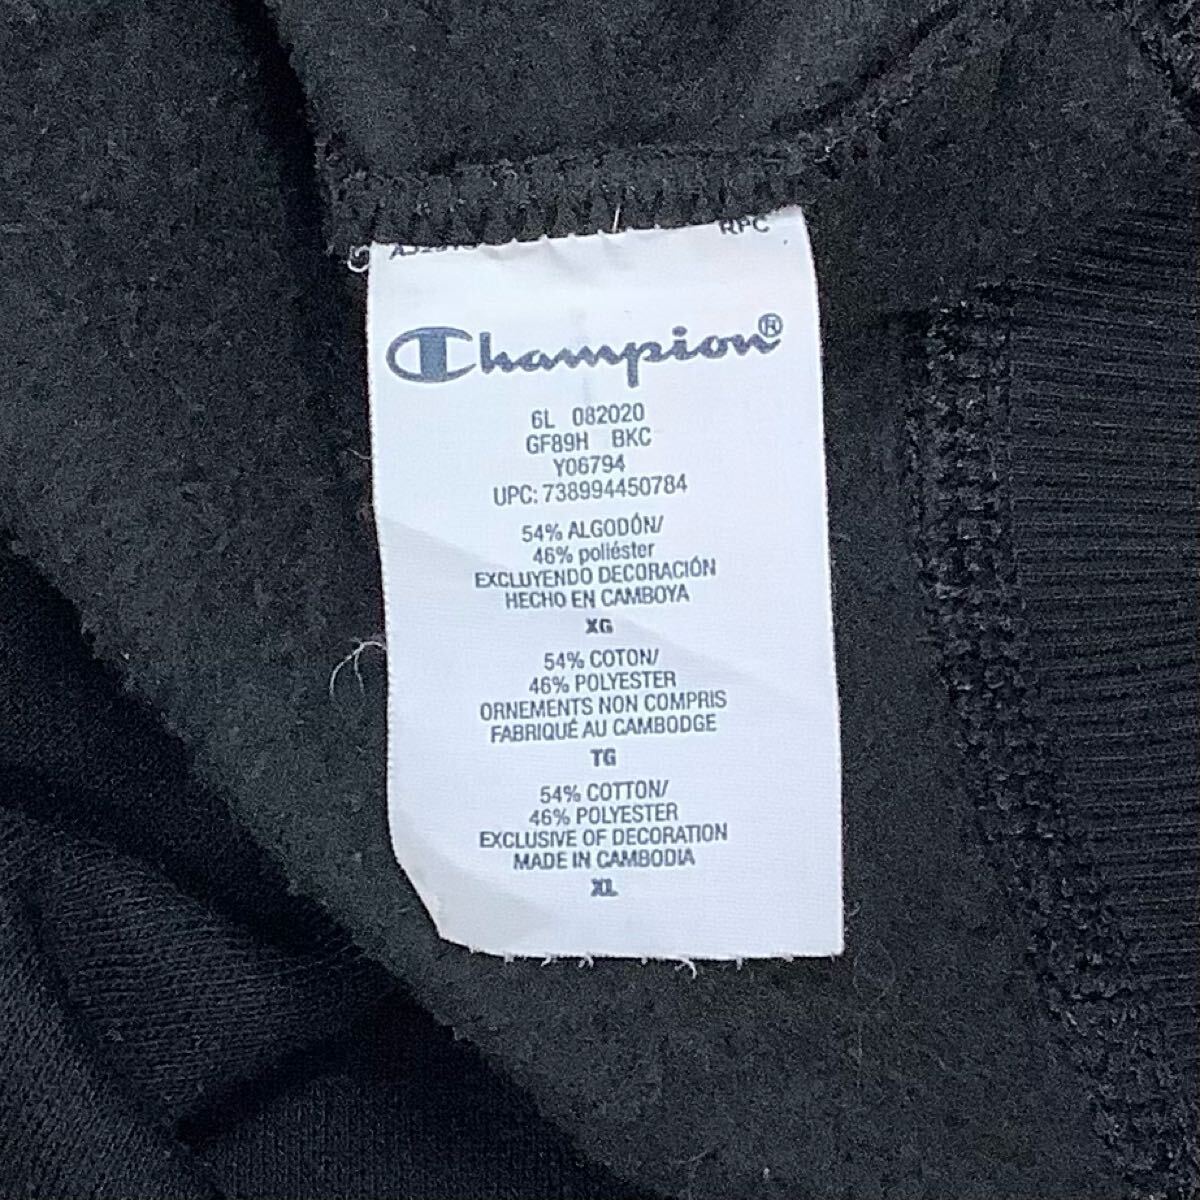 RPC
Champion®
6L 082020
GF89H BKC
Y06794
UPC: 738994450784
54% ALGODÓN/
46% poliéster
EXCLUYENDO DECORACIÓN
HECHO EN CAMBOYA
XG
54% COTON/
46% POLYESTER
ORNEMENTS NON COMPRIS
FABRIQUÉ AU CAMBODGE
TG
54% COTTON/
46% POLYESTER
EXCLUSIVE OF DECORATION
MADE IN CAMBODIA
XL